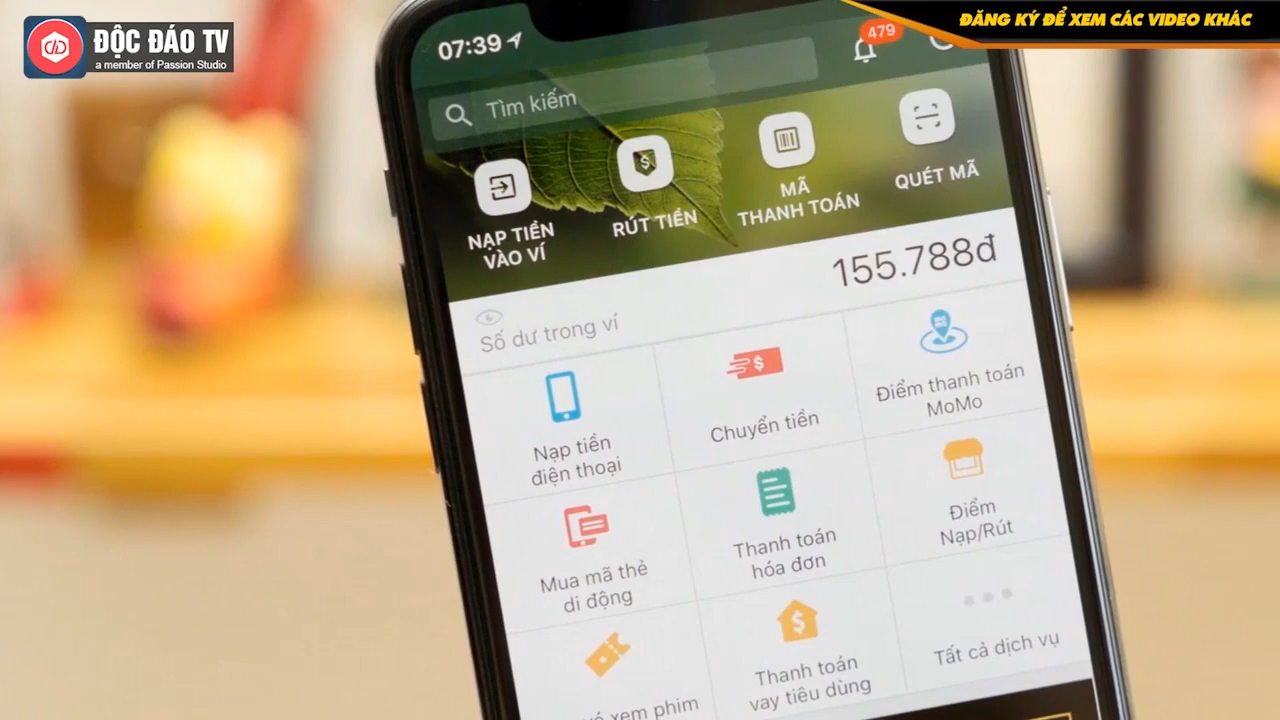 ĐỘC ĐÁO TV
a member of Passion Studio
ĐĂNG KÝ ĐỂ XEM CÁC VIDEO KHÁC
07:39
479
Tìm kiếm
NẠP TIỀN
VÀO VÍ
RÚT TIỀN
MÃ
THANH TOÁN
QUÉT MÃ
155.788đ
Số dư trong ví
Nạp tiền
điện thoại
Chuyển tiền
Điểm thanh toán
MoMo
Mua mã thẻ
di động
Thanh toán
hóa đơn
Điểm
Nạp/Rút
vé xem phim
Thanh toán
vay tiêu dùng
Tất cả dịch vụ